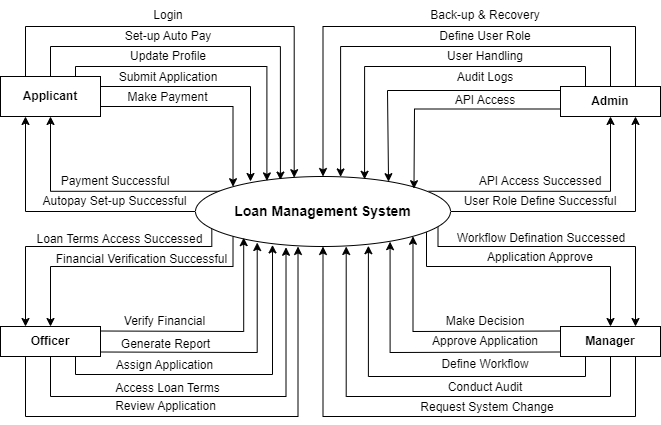 Login
Back-up & Recovery
Set-up Auto Pay
Define User Role
Update Profile
User Handling
Submit Application
Audit Logs
Applicant
Make Payment
API Access
Admin
Payment Successful
API Access Successed
Autopay Set-up Successful
User Role Define Successful
Loan Management System
Loan Terms Access Successed
Workflow Defination Successed
Financial Verification Successful
Application Approve
Verify Financial
Make Decision
Officer
Generate Report
Approve Application
Manager
Assign Application
Define Workflow
Access Loan Terms
Conduct Audit
Review Application
Request System Change